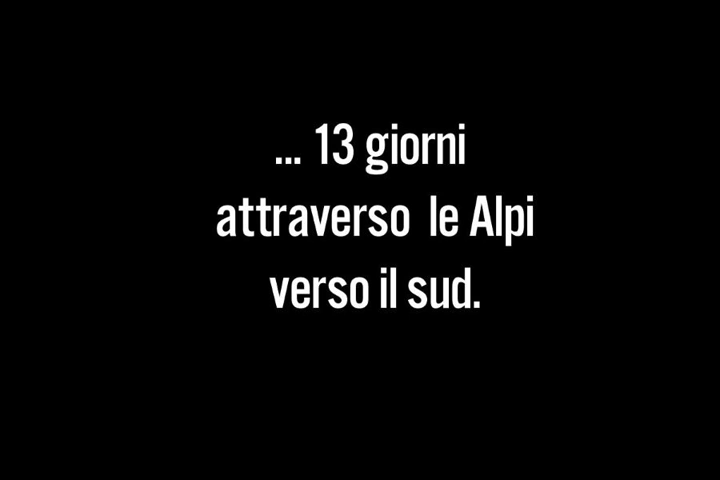 ... 13 giorni
attraverso le Alpi
verso il sud.